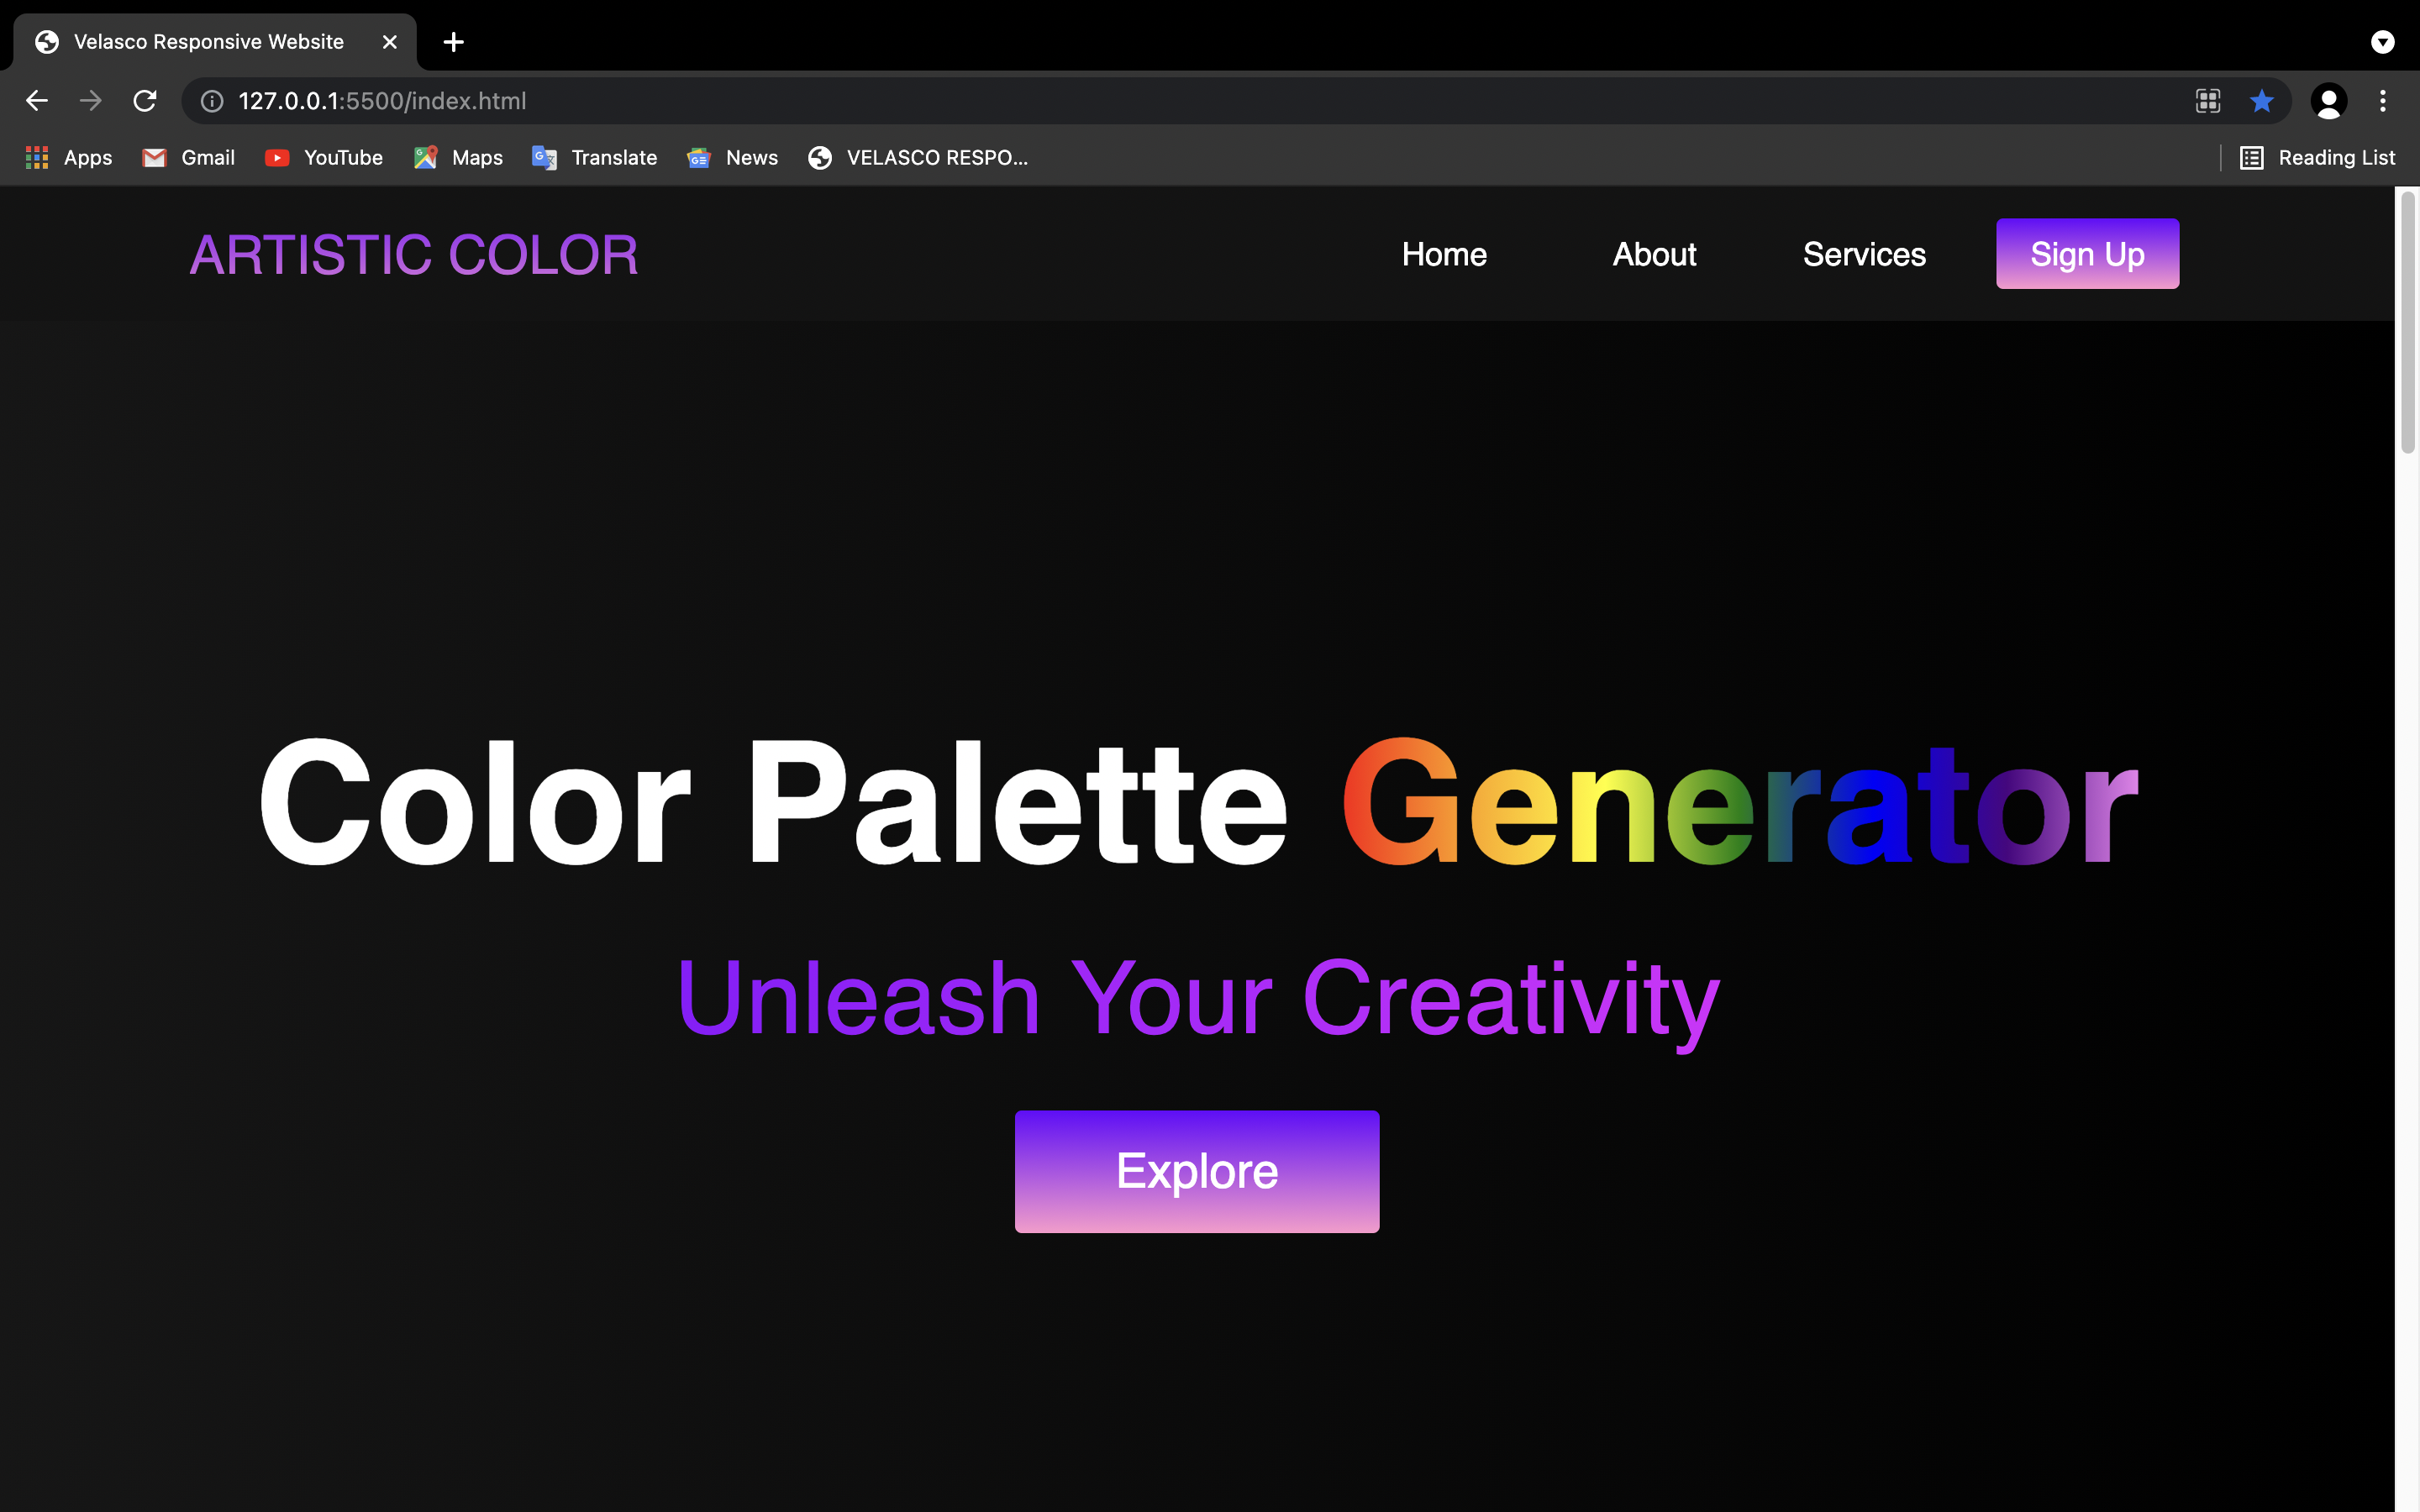 Velasco Responsive Website
127.0.0.1:5500/index.html
Apps Gmail YouTube Maps Translate News VELASCO RESPO... Reading List
ARTISTIC COLOR Home About Services Sign Up
Color Palette Generator
Unleash Your Creativity
Explore